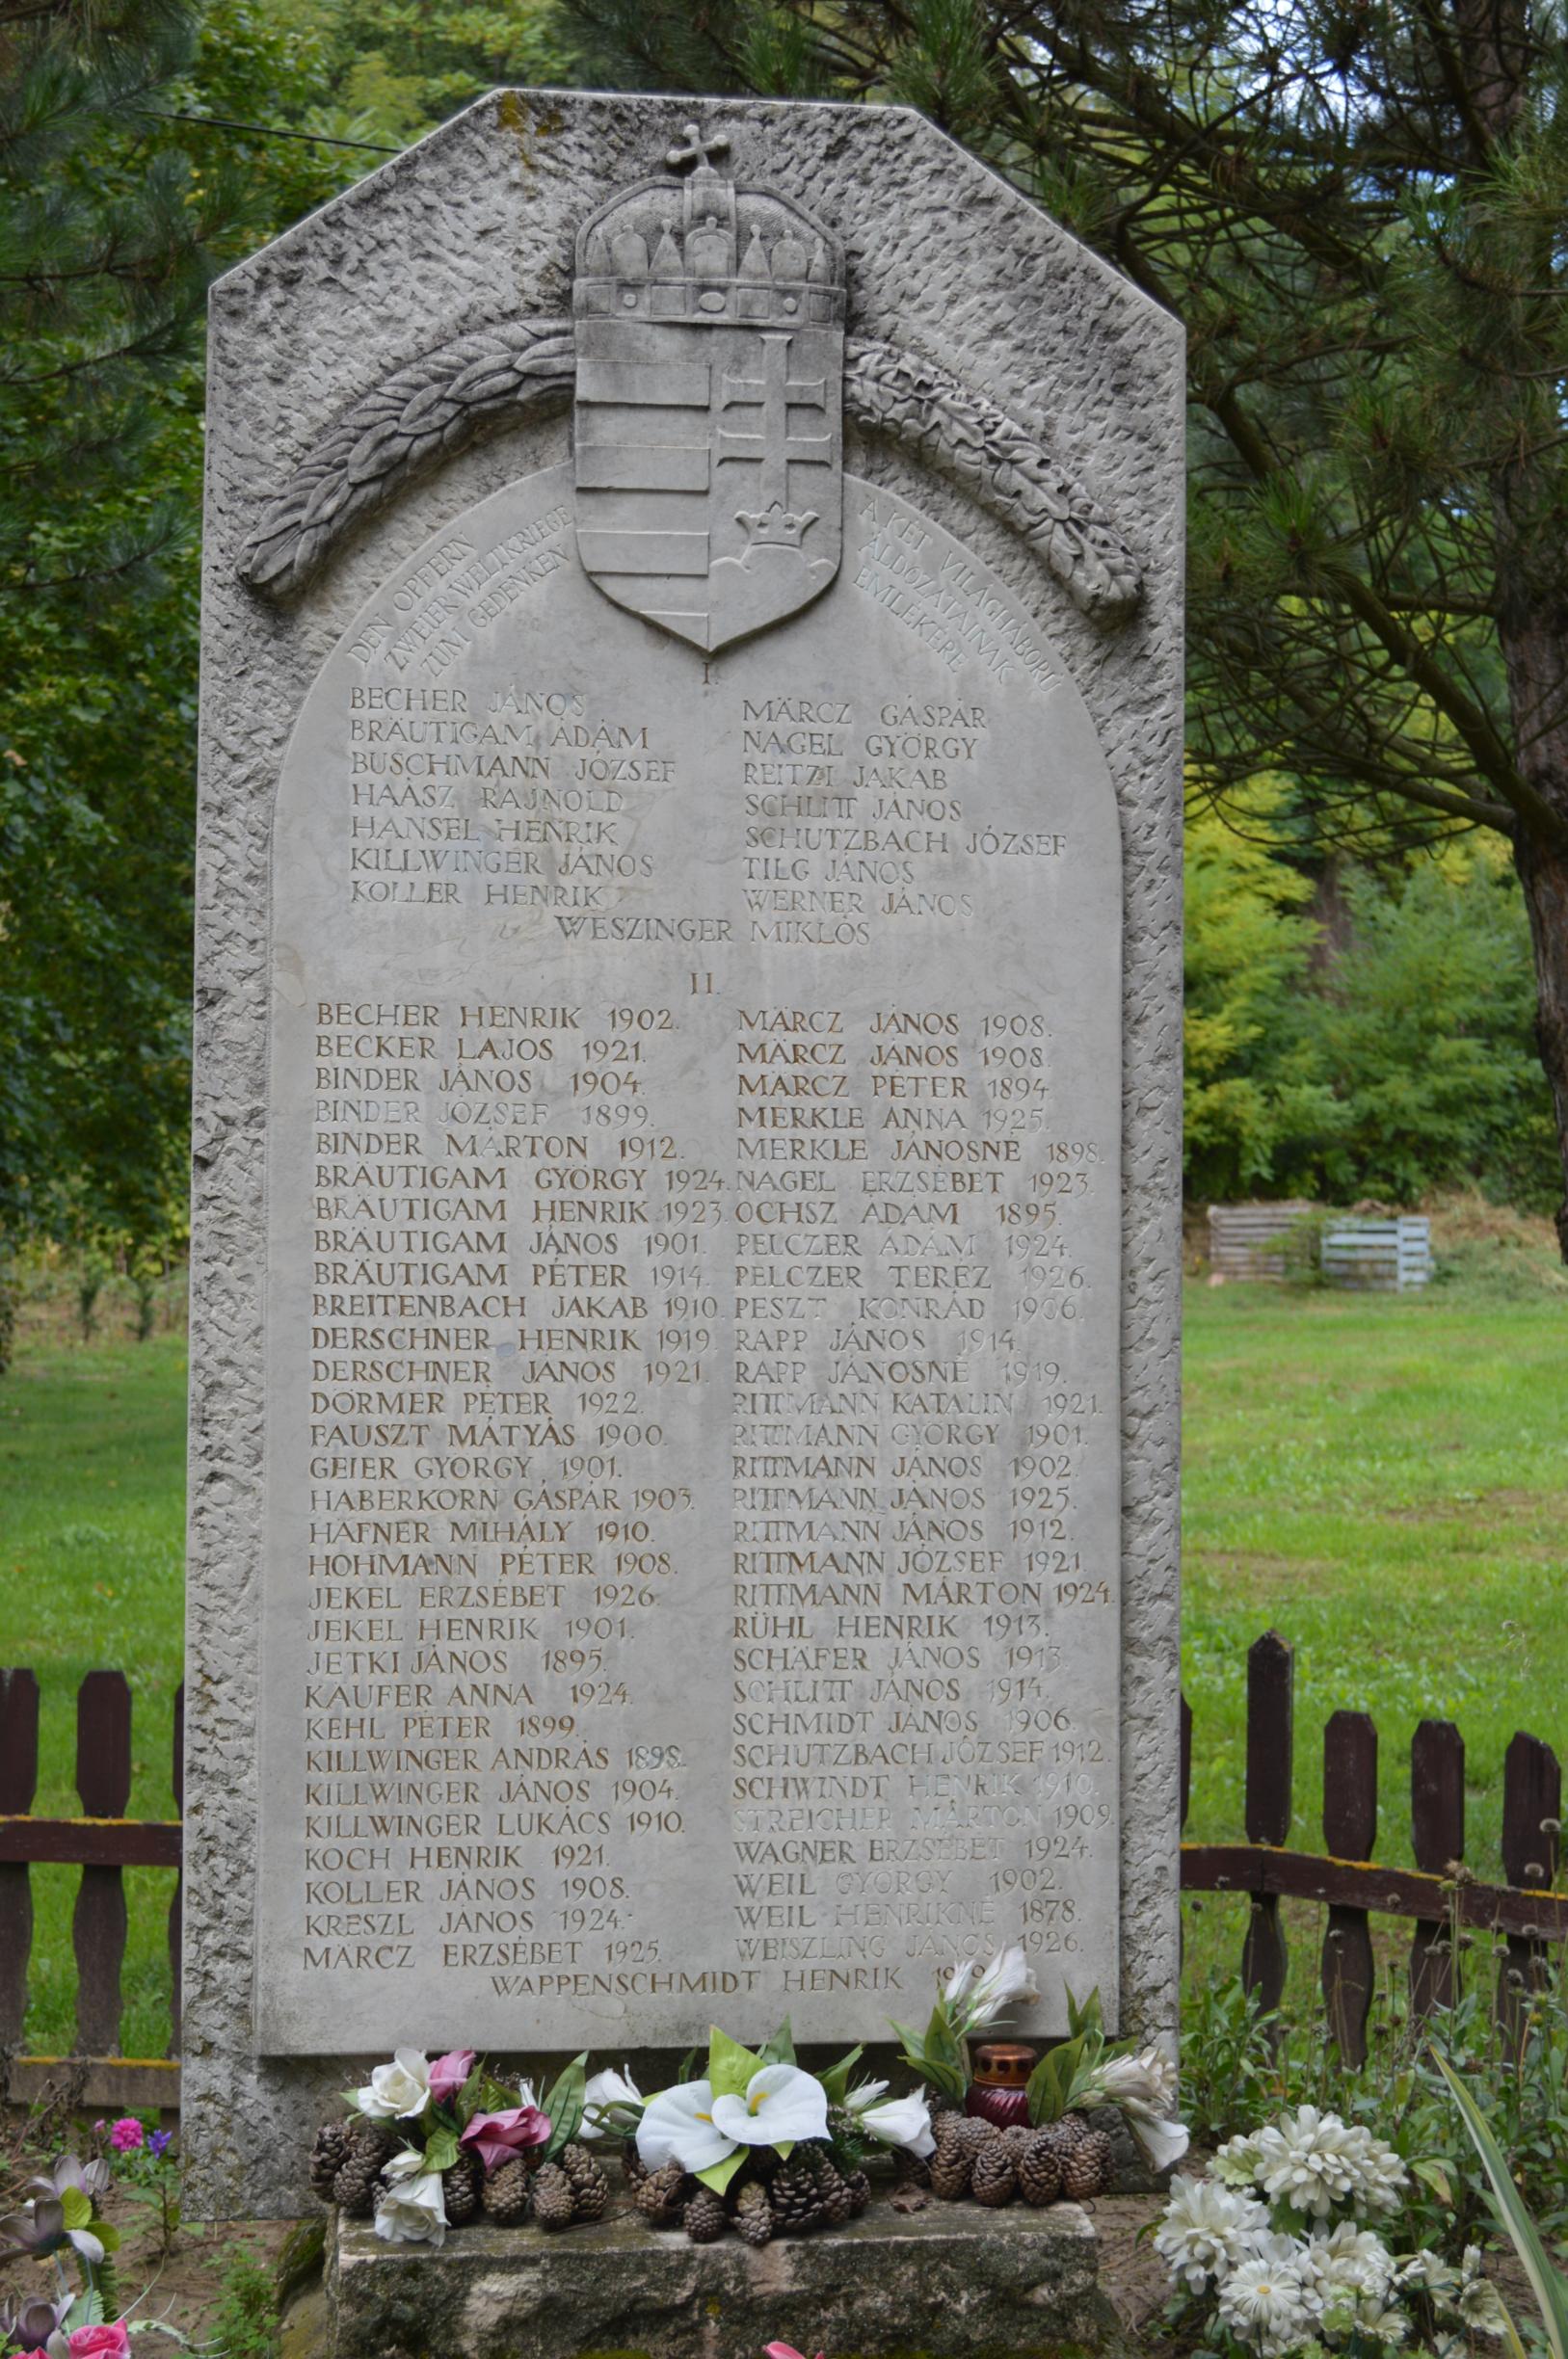 DEN OPFERN
ZWEIER WELTKRIEGE
ZUM GEDENKEN
A KÉT VILÁGHÁBORÚ
ÁLDOZATAINAK
EMLÉKÉRE
I.
BECHER JÁNOS
BRÄUTIGAM ÁDÁM
BUSCHMANN JÓZSEF
HAÁSZ RAJNOLD
HANSEL HENRIK
KILLWINGER JÁNOS
KOLLER HENRIK
MÄRCZ GÁSPÁR
NAGEL GYÖRGY
REITZI JAKAB
SCHLITT JÁNOS
SCHUTZBACH JÓZSEF
TILG JÁNOS
WERNER JÁNOS
WESZINGER MIKLÓS
II.
BECHER HENRIK 1902.
BECKER LAJOS 1921.
BINDER JÁNOS 1904.
BINDER JÓZSEF 1899.
BINDER MÁRTON 1912.
BRÄUTIGAM GYÖRGY 1924.
BRÄUTIGAM HENRIK 1923.
BRÄUTIGAM JÁNOS 1901.
BRÄUTIGAM PÉTER 1914.
BREITENBACH JAKAB 1910.
DERSCHNER HENRIK 1919.
DERSCHNER JÁNOS 1921.
DÖRMER PÉTER 1922.
FAUSZT MÁTYÁS 1900.
GEIER GYÖRGY 1901.
HABERKORN GÁSPÁR 1903.
HAFNER MIHÁLY 1910.
HOHMANN PÉTER 1908.
JEKEL ERZSÉBET 1926.
JEKEL HENRIK 1901.
JETKI JÁNOS 1895.
KAUFER ANNA 1924.
KEHL PÉTER 1899.
KILLWINGER ANDRÁS 1898.
KILLWINGER JÁNOS 1904.
KILLWINGER LUKÁCS 1910.
KOCH HENRIK 1921.
KOLLER JÁNOS 1908.
KRESZL JÁNOS 1924.
MÄRCZ ERZSÉBET 1925.
MÄRCZ JÁNOS 1908.
MÄRCZ JÁNOS 1908.
MÄRCZ PÉTER 1894.
MERKLE ANNA 1925.
MERKLE JÁNOSNÉ 1898.
NAGEL ERZSÉBET 1923.
OCHSZ ÁDÁM 1895.
PELCZER ÁDÁM 1924.
PELCZER TERÉZ 1926.
PESZT KONRÁD 1906.
RAPP JÁNOS 1914.
RAPP JÁNOSNÉ 1919.
RITTMANN KATALIN 1921.
RITTMANN GYÖRGY 1901.
RITTMANN JÁNOS 1902.
RITTMANN JÁNOS 1925.
RITTMANN JÁNOS 1912.
RITTMANN JÓZSEF 1921.
RITTMANN MÁRTON 1924.
RÜHL HENRIK 1913.
SCHÄFER JÁNOS 1913.
SCHLITT JÁNOS 1914.
SCHMIDT JÁNOS 1906.
SCHUTZBACH JÓZSEF 1912.
SCHWINDT HENRIK 1910.
STREICHER MÁRTON 1909.
WAGNER ERZSÉBET 1924.
WEIL GYÖRGY 1902.
WEIL HENRIKNÉ 1878.
WEISZLING JÁNOS 1926.
WAPPENSCHMIDT HENRIK